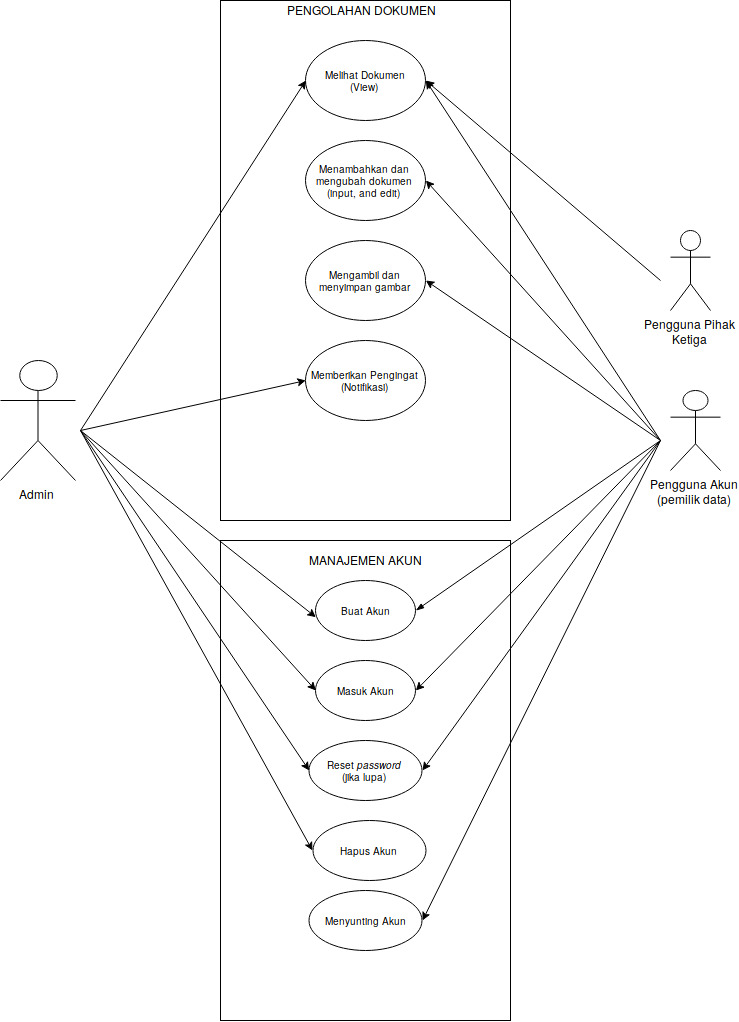 PENGOLAHAN DOKUMEN
Melihat Dokumen
(View)
Menambahkan dan
mengubah dokumen
(input, and edit)
Mengambil dan
menyimpan gambar
Memberikan Pengingat
(Notifikasi)
Pengguna Pihak
Ketiga
Admin
Pengguna Akun
(pemilik data)
MANAJEMEN AKUN
Buat Akun
Masuk Akun
Reset password
(jika lupa)
Hapus Akun
Menyunting Akun